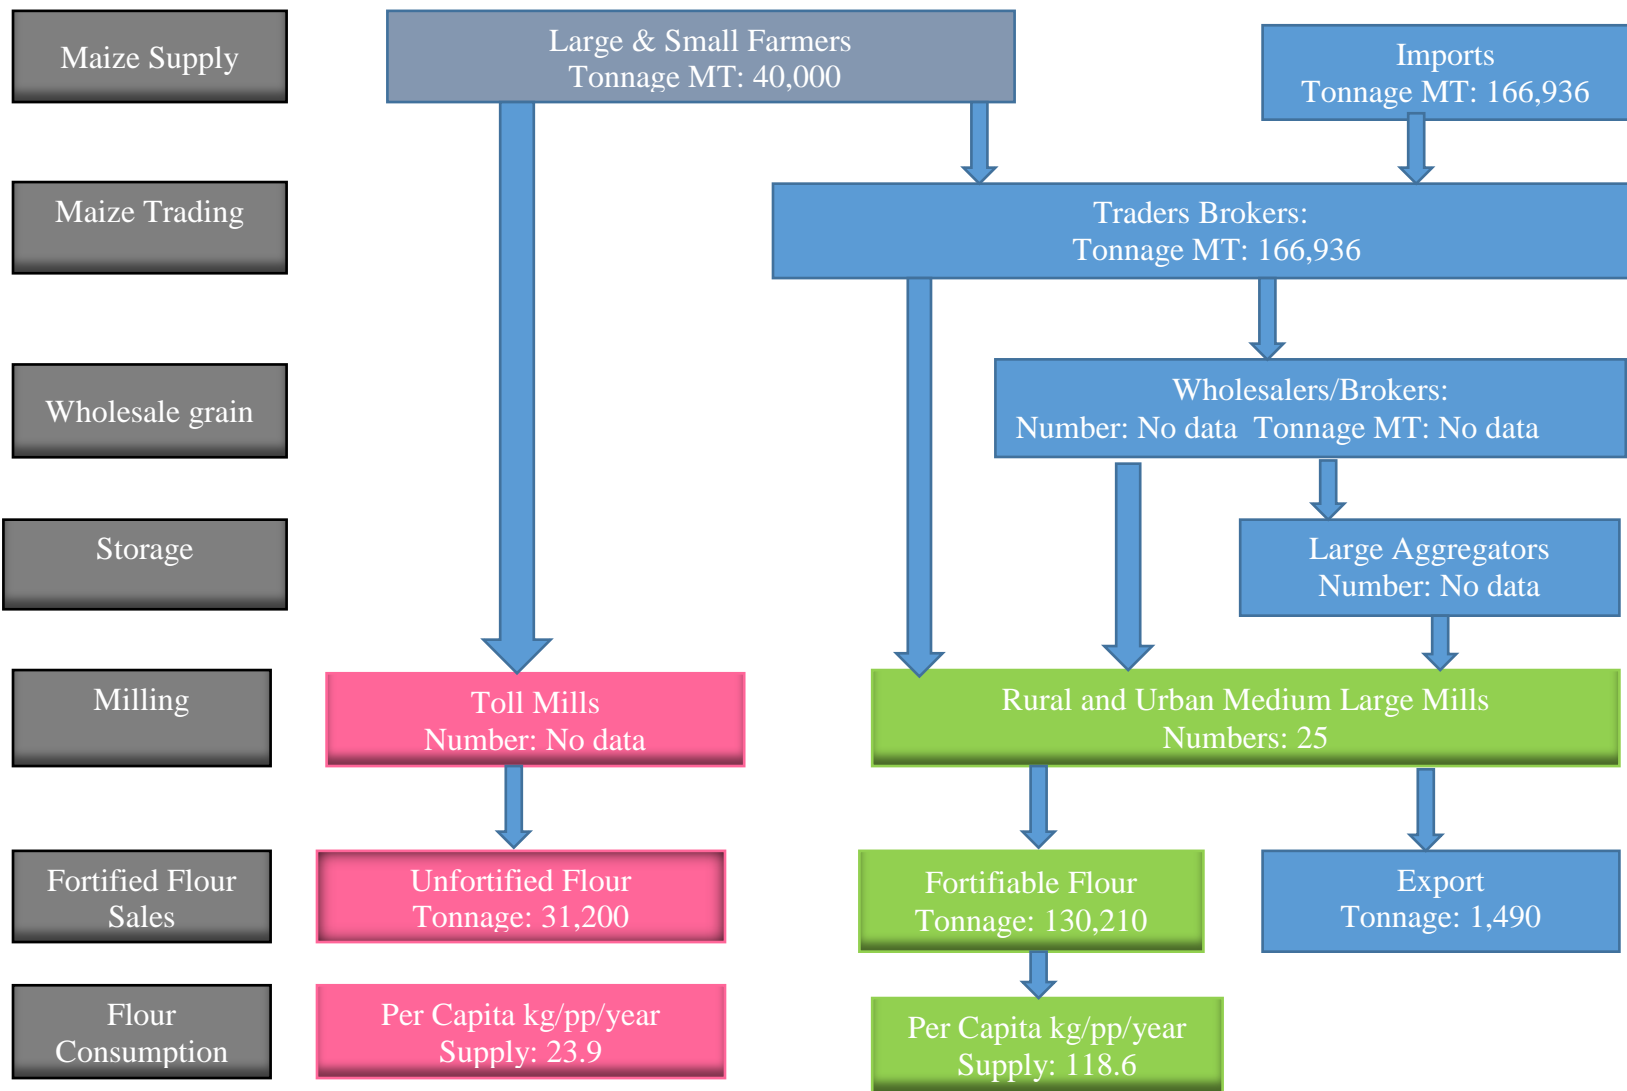 Maize Supply
Large & Small Farmers
Tonnage MT: 40,000
Imports
Tonnage MT: 166,936
Maize Trading
Traders Brokers:
Tonnage MT: 166,936
Wholesale grain
Wholesalers/Brokers:
Number: No data  Tonnage MT: No data
Storage
Large Aggregators
Number: No data
Milling
Toll Mills
Number: No data
Rural and Urban Medium Large Mills
Numbers: 25
Fortified Flour
Sales
Unfortified Flour
Tonnage: 31,200
Fortifiable Flour
Tonnage: 130,210
Export
Tonnage: 1,490
Flour
Consumption
Per Capita kg/pp/year
Supply: 23.9
Per Capita kg/pp/year
Supply: 118.6